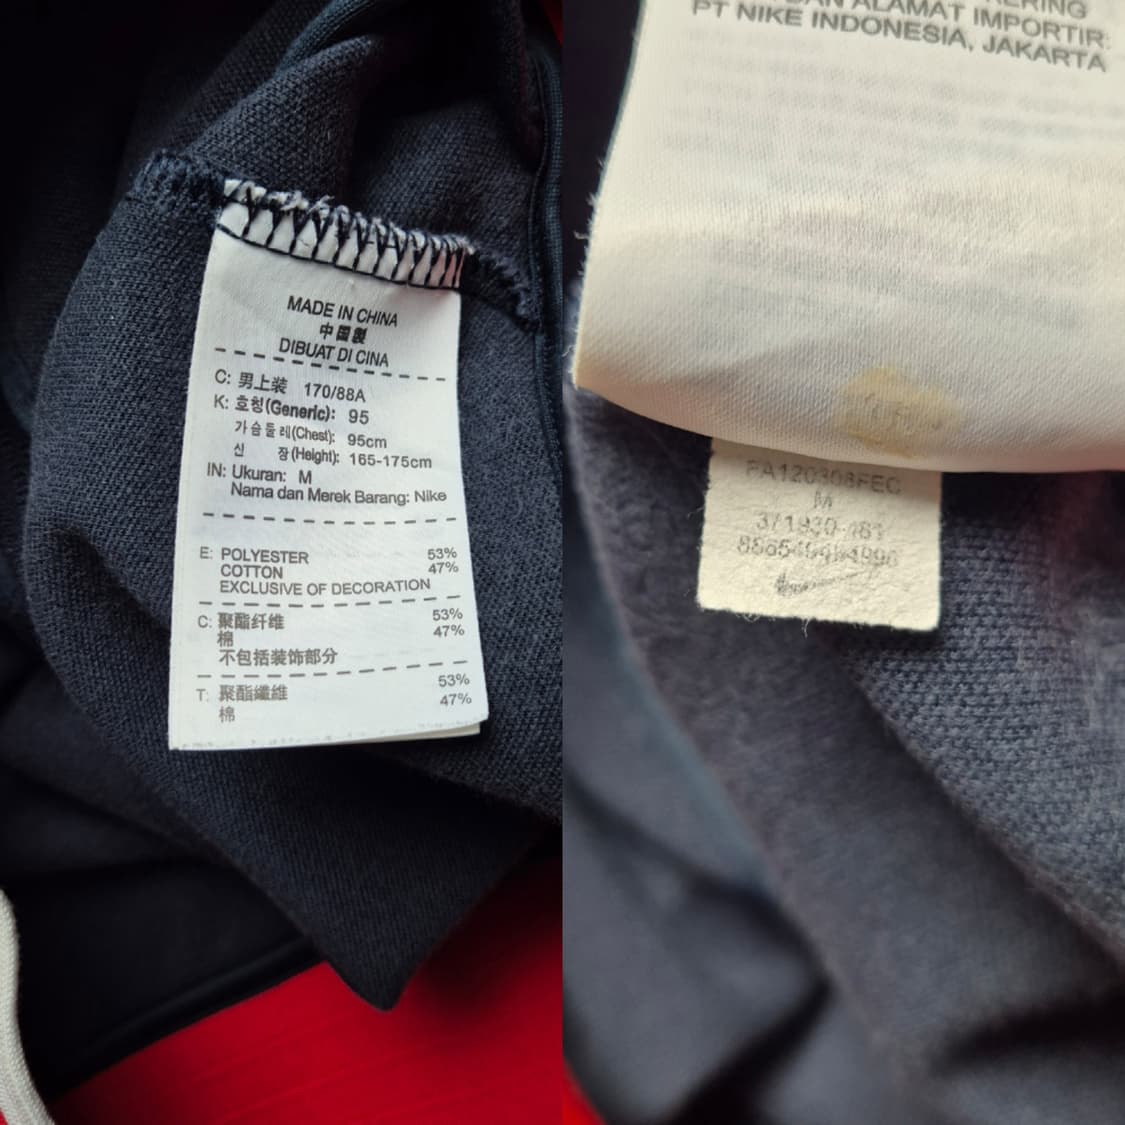 MADE IN CHINA
中国製
DIBUAT DI CINA
C: 男上装 170/88A
K: 호칭(Generic): 95
가슴둘레(Chest): 95cm
신 장(Height): 165-175cm
IN: Ukuran: M
Nama dan Merek Barang: Nike
E: POLYESTER 53%
COTTON 47%
EXCLUSIVE OF DECORATION
C: 聚酯纤维 53%
棉 47%
不包括装饰部分
T: 聚酯纖維 53%
棉 47%
ALAMAT IMPORTIR:
PT NIKE INDONESIA, JAKARTA
FA120308FEC
M
371930-481